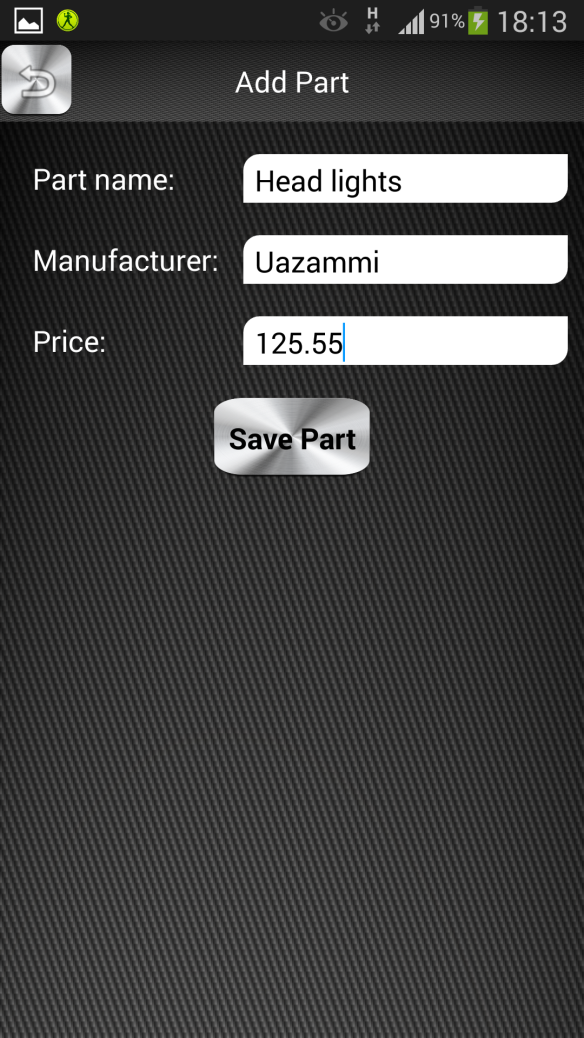 H 91% 18:13
Add Part
Part name: Head lights
Manufacturer: Uazammi
Price: 125.55
Save Part